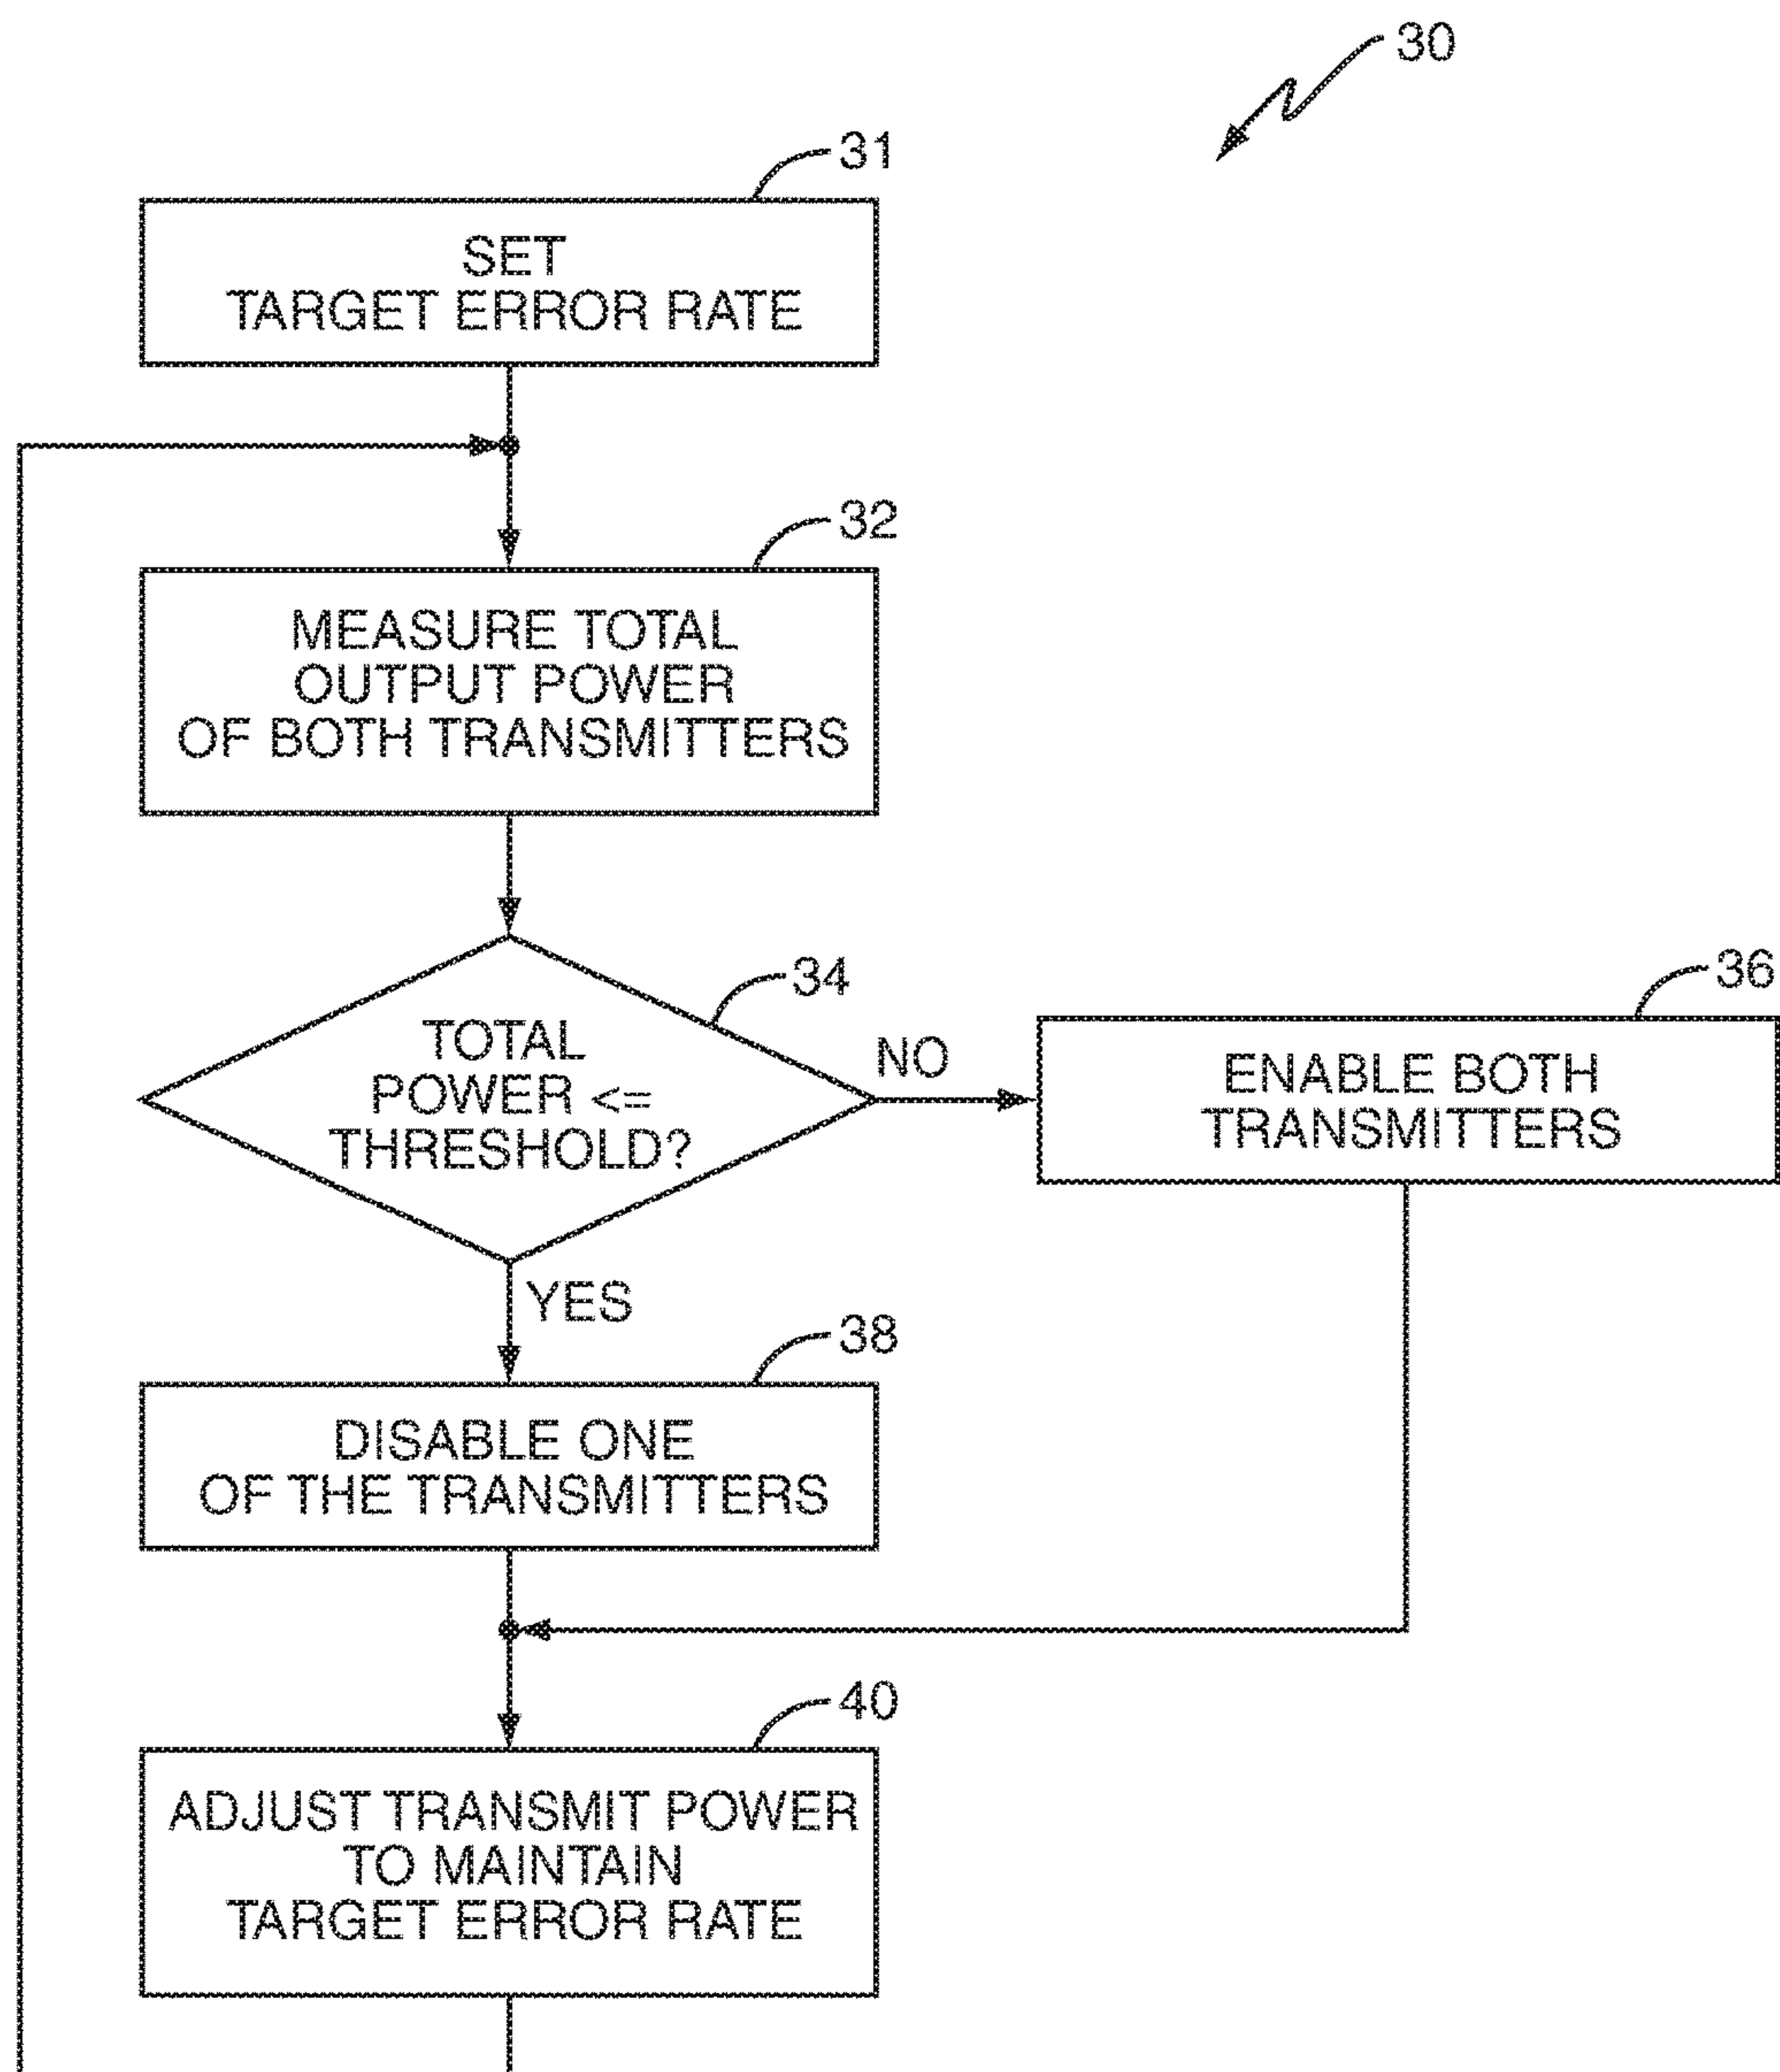 30
31
SET
TARGET ERROR RATE
32
MEASURE TOTAL
OUTPUT POWER
OF BOTH TRANSMITTERS
34
TOTAL
POWER <=
THRESHOLD?
NO
36
ENABLE BOTH
TRANSMITTERS
YES
38
DISABLE ONE
OF THE TRANSMITTERS
40
ADJUST TRANSMIT POWER
TO MAINTAIN
TARGET ERROR RATE